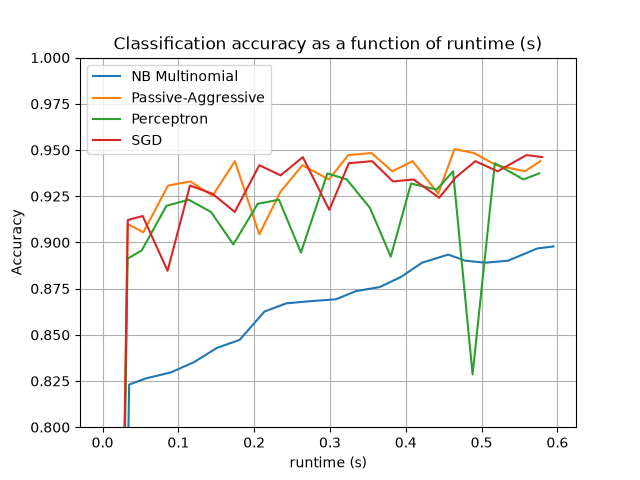 Classification accuracy as a function of runtime (s)
NB Multinomial
Passive-Aggressive
Perceptron
SGD
Accuracy
1.000
0.975
0.950
0.925
0.900
0.875
0.850
0.825
0.800
0.0 0.1 0.2 0.3 0.4 0.5 0.6
runtime (s)